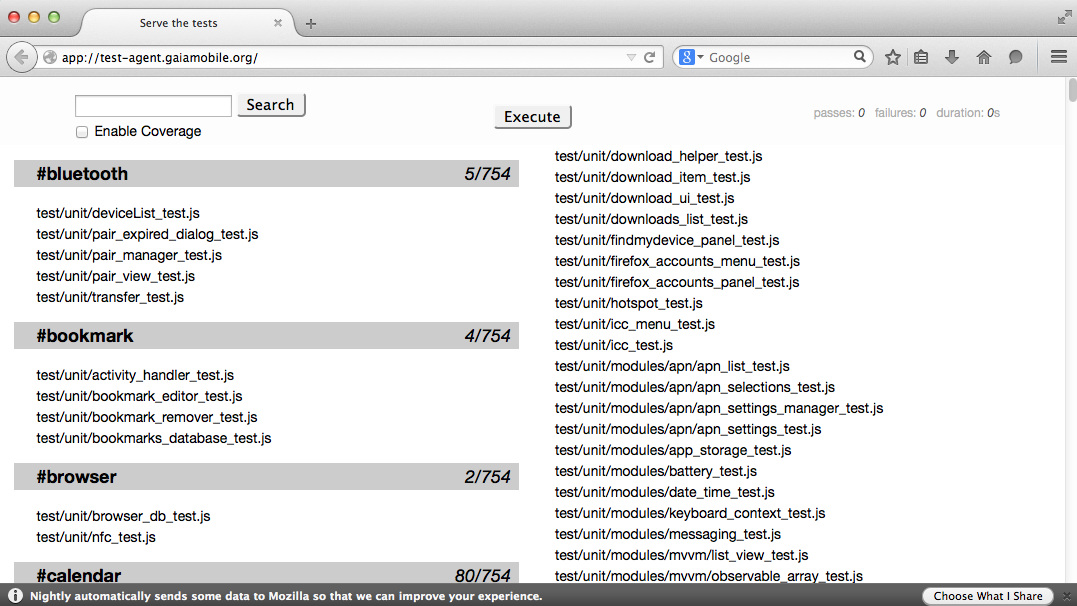 Serve the tests
app://test-agent.gaiamobile.org/
Google
Search
Enable Coverage
Execute
passes: 0 failures: 0 duration: 0s
#bluetooth 5/754
test/unit/deviceList_test.js
test/unit/pair_expired_dialog_test.js
test/unit/pair_manager_test.js
test/unit/pair_view_test.js
test/unit/transfer_test.js
#bookmark 4/754
test/unit/activity_handler_test.js
test/unit/bookmark_editor_test.js
test/unit/bookmark_remover_test.js
test/unit/bookmarks_database_test.js
#browser 2/754
test/unit/browser_db_test.js
test/unit/nfc_test.js
#calendar 80/754
test/unit/download_helper_test.js
test/unit/download_item_test.js
test/unit/download_ui_test.js
test/unit/downloads_list_test.js
test/unit/findmydevice_panel_test.js
test/unit/firefox_accounts_menu_test.js
test/unit/firefox_accounts_panel_test.js
test/unit/hotspot_test.js
test/unit/icc_menu_test.js
test/unit/icc_test.js
test/unit/modules/apn/apn_list_test.js
test/unit/modules/apn/apn_selections_test.js
test/unit/modules/apn/apn_settings_manager_test.js
test/unit/modules/apn/apn_settings_test.js
test/unit/modules/app_storage_test.js
test/unit/modules/battery_test.js
test/unit/modules/date_time_test.js
test/unit/modules/keyboard_context_test.js
test/unit/modules/messaging_test.js
test/unit/modules/mvvm/list_view_test.js
test/unit/modules/mvvm/observable_array_test.js
Nightly automatically sends some data to Mozilla so that we can improve your experience.
Choose What I Share